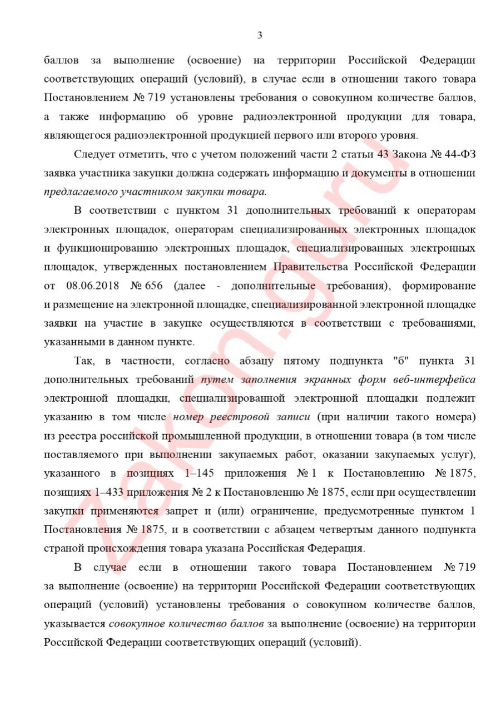 3
баллов за выполнение (освоение) на территории Российской Федерации
соответствующих операций (условий), в случае если в отношении такого товара
Постановлением № 719 установлены требования о совокупном количестве баллов,
а также информацию об уровне радиоэлектронной продукции для товара,
являющегося радиоэлектронной продукцией первого или второго уровня.
Следует отметить, что с учетом положений части 2 статьи 43 Закона № 44-ФЗ
заявка участника закупки должна содержать информацию и документы в отношении
предлагаемого участником закупки товара.
В соответствии с пунктом 31 дополнительных требований к операторам
электронных площадок, операторам специализированных электронных площадок
и функционированию электронных площадок, специализированных электронных
площадок, утвержденных постановлением Правительства Российской Федерации
от 08.06.2018 № 656 (далее - дополнительные требования), формирование
и размещение на электронной площадке, специализированной электронной площадке
заявки на участие в закупке осуществляются в соответствии с требованиями,
указанными в данном пункте.
Так, в частности, согласно абзацу пятому подпункта "б" пункта 31
дополнительных требований путем заполнения экранных форм веб-интерфейса
электронной площадки, специализированной электронной площадки подлежит
указанию в том числе номер реестровой записи (при наличии такого номера)
из реестра российской промышленной продукции, в отношении товара (в том числе
поставляемого при выполнении закупаемых работ, оказании закупаемых услуг),
указанного в позициях 1–145 приложения № 1 к Постановлению № 1875,
позициях 1–433 приложения № 2 к Постановлению № 1875, если при осуществлении
закупки применяются запрет и (или) ограничение, предусмотренные пунктом 1
Постановления № 1875, и в соответствии с абзацем четвертым данного подпункта
страной происхождения товара указана Российская Федерация.
В случае если в отношении такого товара Постановлением № 719
за выполнение (освоение) на территории Российской Федерации соответствующих
операций (условий) установлены требования о совокупном количестве баллов,
указывается совокупное количество баллов за выполнение (освоение) на территории
Российской Федерации соответствующих операций (условий).
Zakon.guru